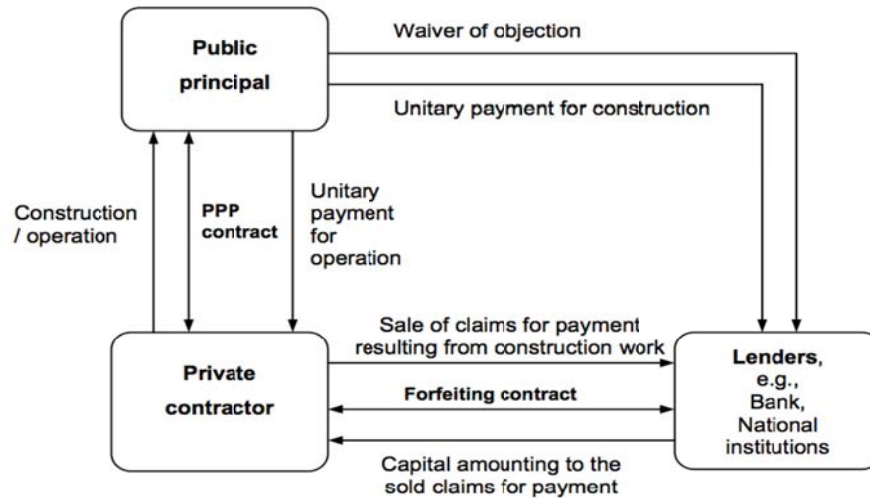 Public
principal
Waiver of objection
Unitary payment for construction
Construction
/ operation
PPP
contract
Unitary
payment
for
operation
Private
contractor
Sale of claims for payment
resulting from construction work
Forfeiting contract
Capital amounting to the
sold claims for payment
Lenders,
e.g.,
Bank,
National
institutions